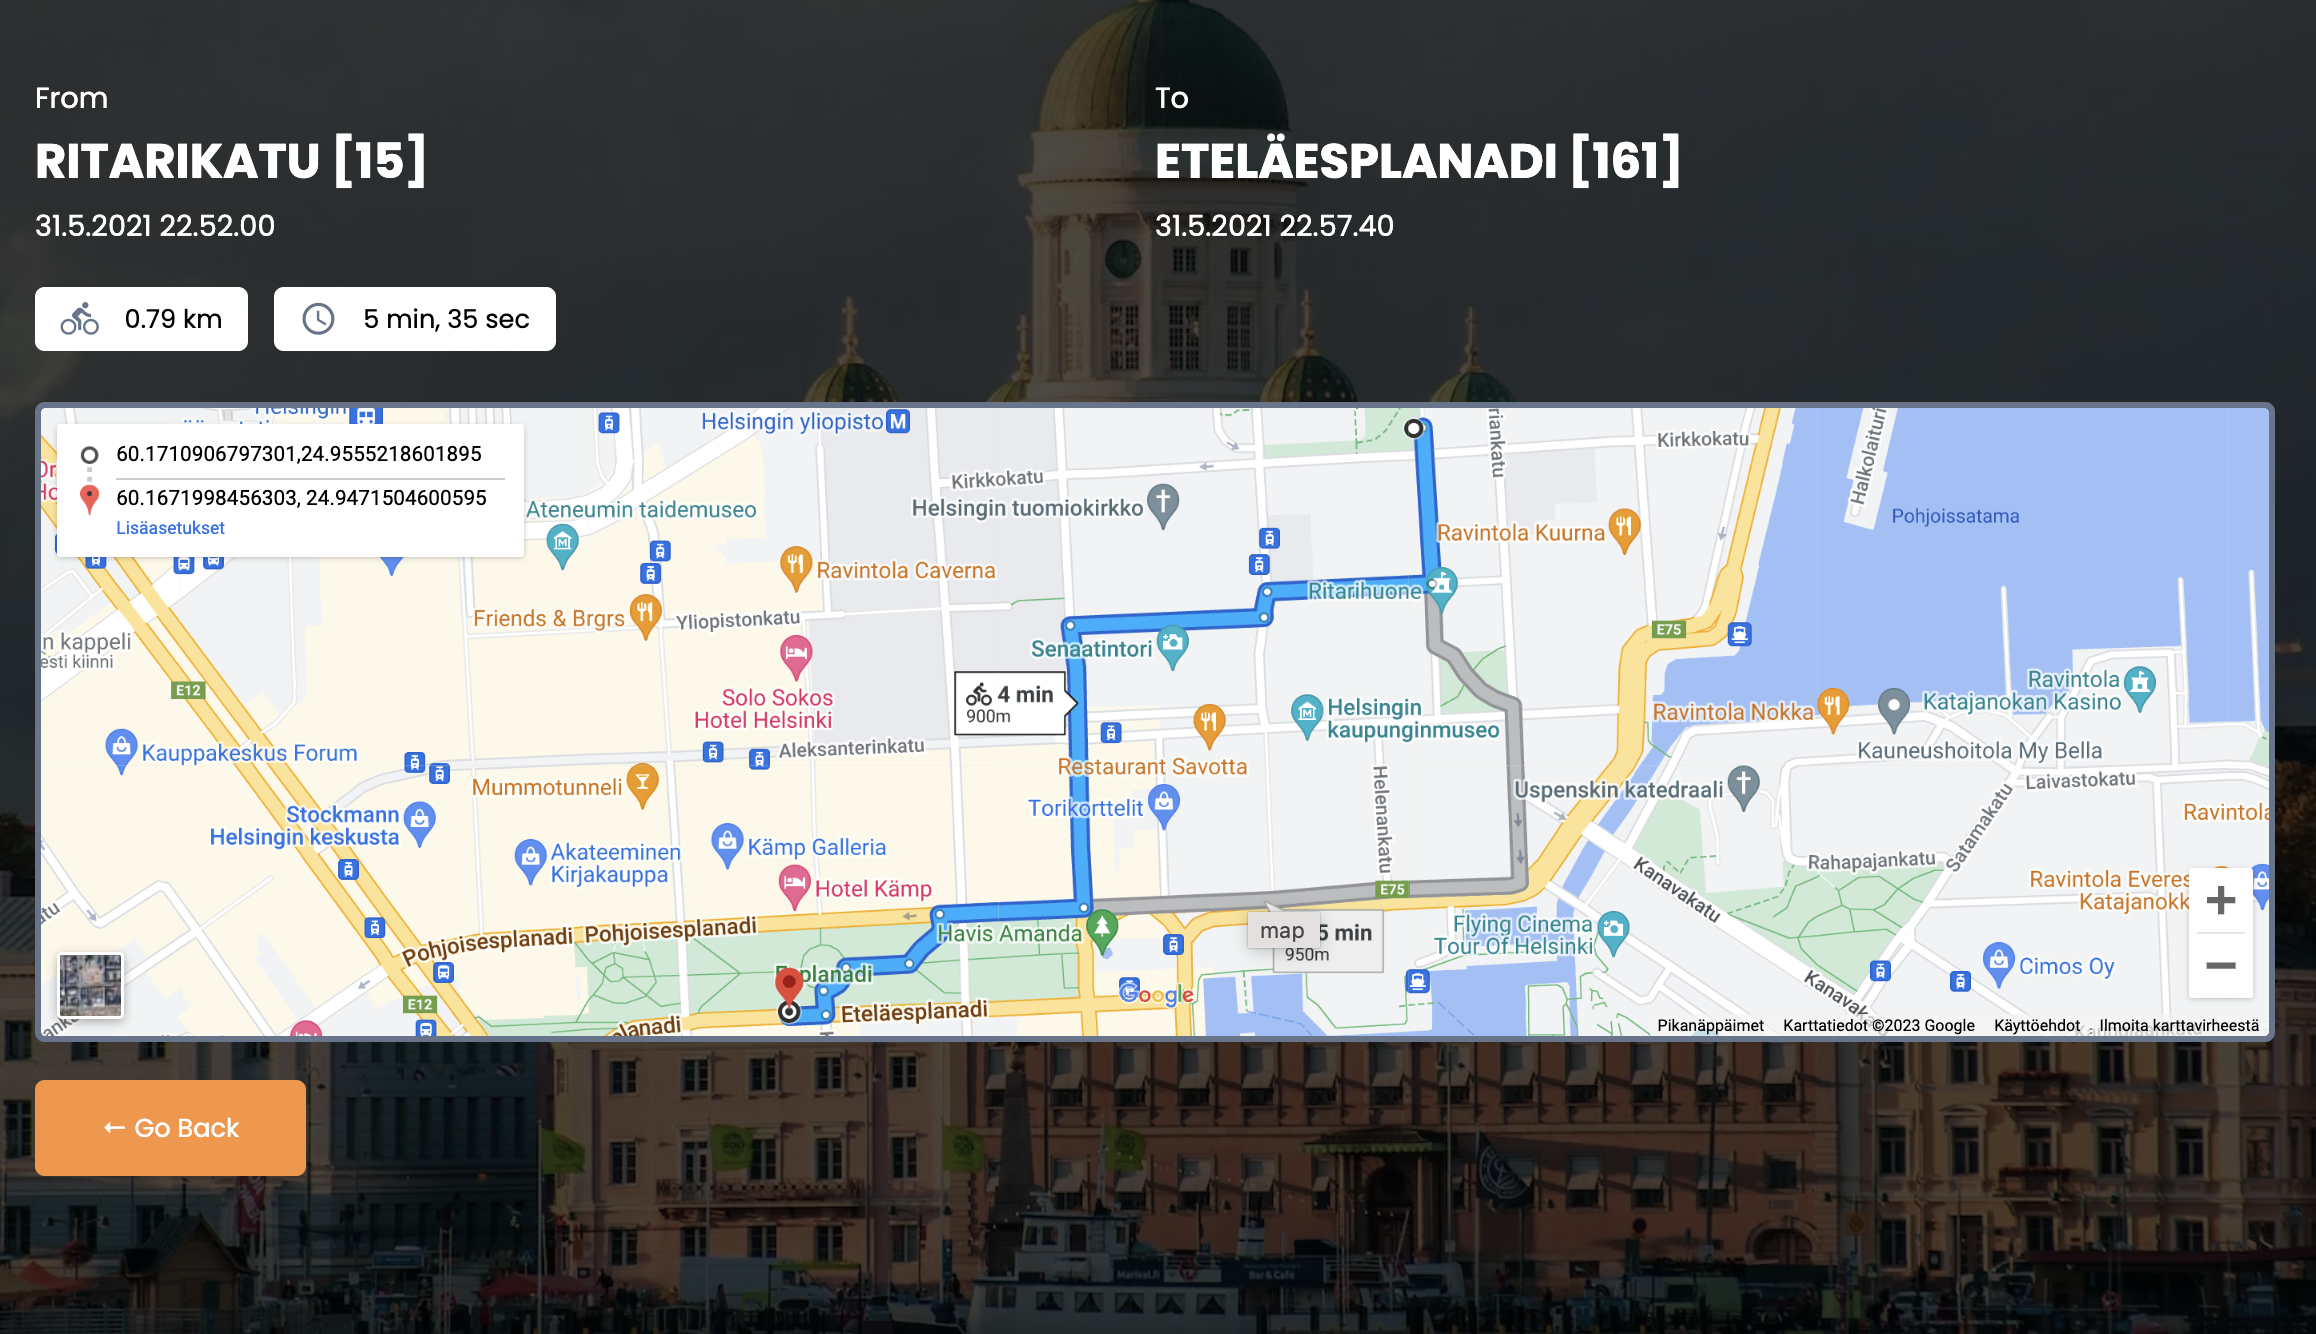 From
RITARIKATU [15]
31.5.2021 22.52.00
To
ETELÄESPLANADI [161]
31.5.2021 22.57.40
0.79 km
5 min, 35 sec
60.1710906797301,24.9555218601895
60.1671998456303, 24.9471504600595
Lisäasetukset
Helsingin
Helsingin yliopisto M
Kirkkokatu
Kirkkokatu
Halkolaituri
Pohjoissatama
Helsingin tuomiokirkko
Ateneumin taidemuseo
Ravintola Kuurna
Ravintola Caverna
Ritarihuone
Friends & Brgrs
Yliopistonkatu
Senaatintori
E75
n kappeli
esti kiinni
E12
Solo Sokos
Hotel Helsinki
4 min
900m
Helsingin
kaupunginmuseo
Ravintola Nokka
Ravintola
Katajanokan Kasino
Kauneushoitola My Bella
Kauppakeskus Forum
Aleksanterinkatu
Restaurant Savotta
Mummotunneli
Torikorttelit
Helenankatu
Uspenskin katedraali
Laivastokatu
Satamakatu
Stockmann
Helsingin keskusta
Akateeminen
Kirjakauppa
Kämp Galleria
Hotel Kämp
Rahapajankatu
Kanavakatu
Ravintola Everes
Katajanokk
E75
Pohjoisesplanadi
Pohjoisesplanadi
Havis Amanda
map
5 min
950m
Flying Cinema
Tour Of Helsinki
Cimos Oy
Esplanadi
E12
Eteläesplanadi
lanadi
Google
Pikanäppäimet
Karttatiedot ©2023 Google
Käyttöehdot
Ilmoita karttavirheestä
← Go Back